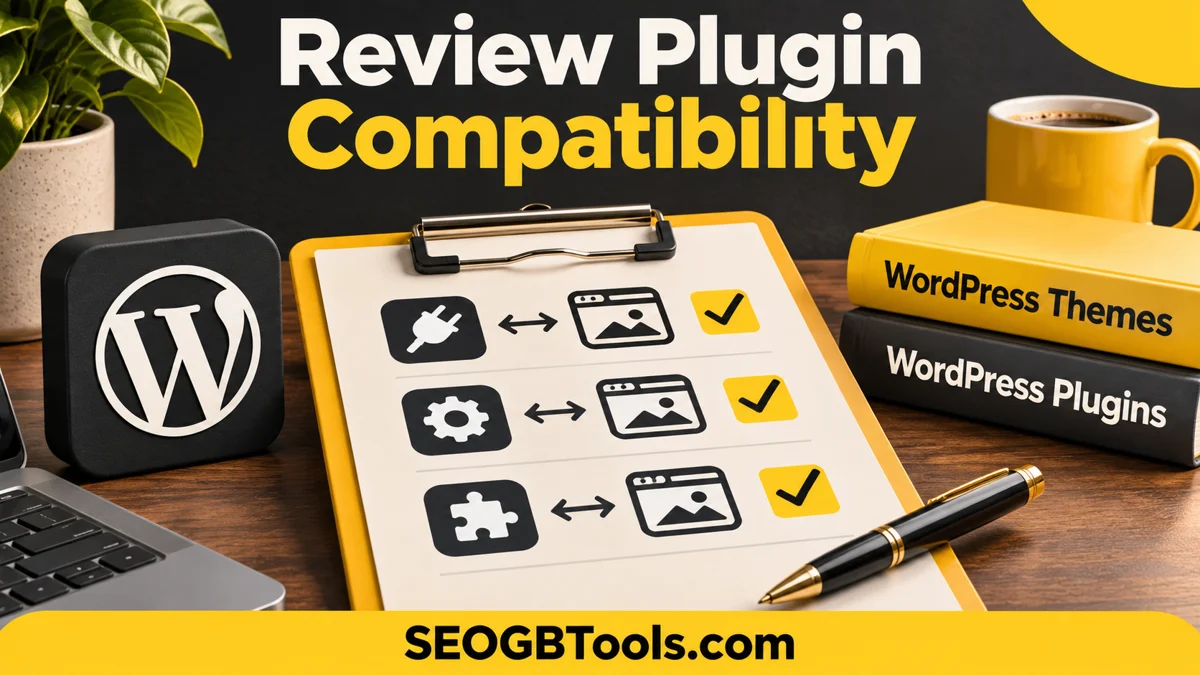 Review Plugin
Compatibility
WordPress Themes
WordPress Plugins
SEOGBTools.com